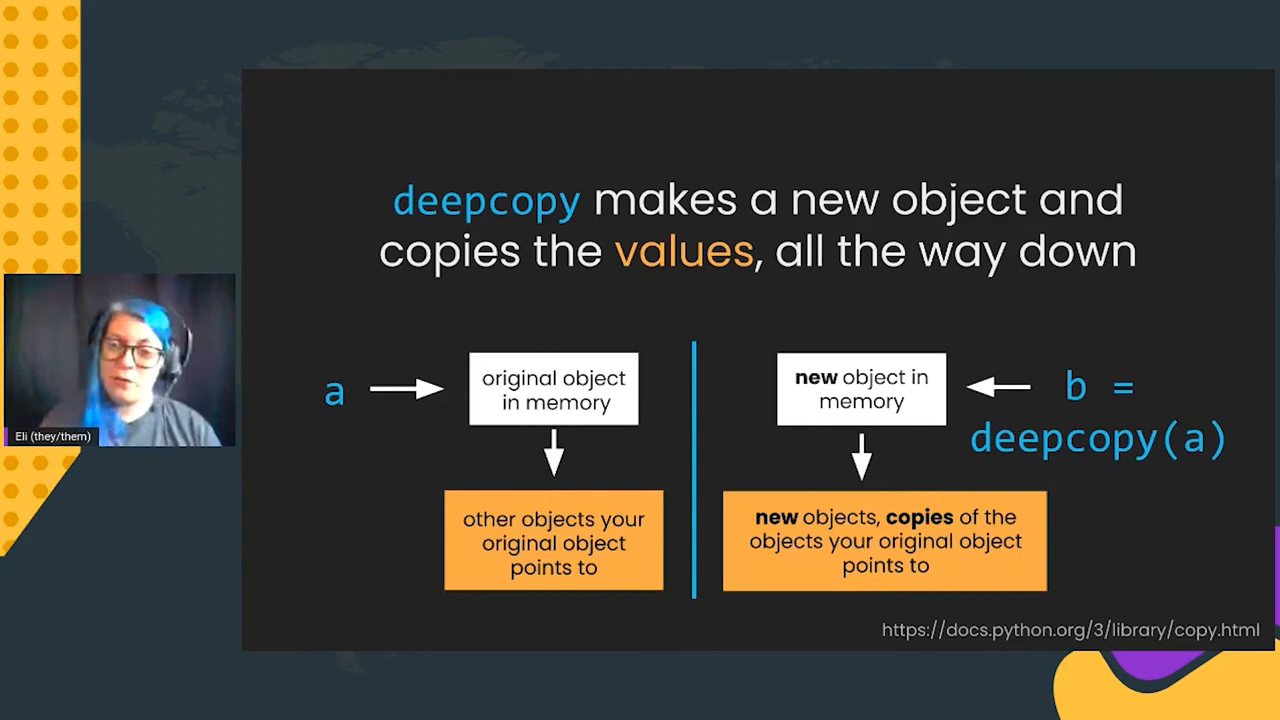 deepcopy makes a new object and
copies the values, all the way down
a
original object
in memory
new object in
memory
b =
deepcopy(a)
other objects your
original object
points to
new objects, copies of the
objects your original object
points to
Eli (they/them)
https://docs.python.org/3/library/copy.html